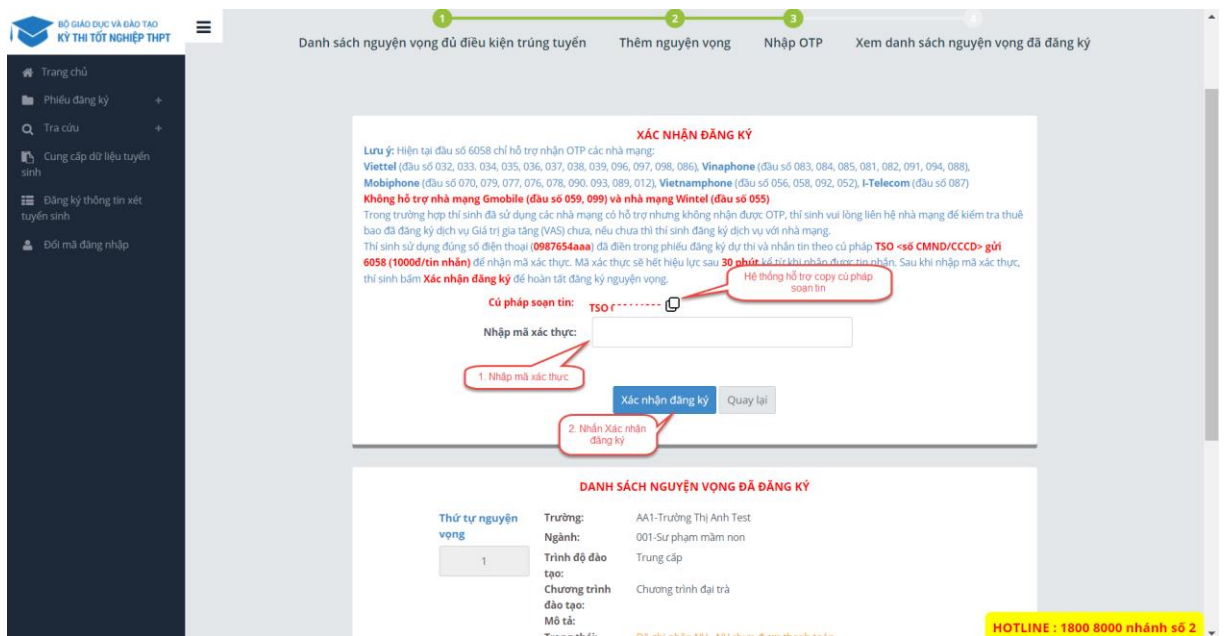 BỘ GIÁO DỤC VÀ ĐÀO TẠO
KỲ THI TỐT NGHIỆP THPT
Trang chủ
Phiếu đăng ký +
Tra cứu +
Cung cấp dữ liệu tuyển
sinh
Đăng ký thông tin xét
tuyển sinh
Đổi mã đăng nhập
1 2 3 4
Danh sách nguyện vọng đủ điều kiện trúng tuyển Thêm nguyện vọng Nhập OTP Xem danh sách nguyện vọng đã đăng ký
XÁC NHẬN ĐĂNG KÝ
Lưu ý: Hiện tại đầu số 6058 chỉ hỗ trợ nhận OTP các nhà mạng:
Viettel (đầu số 032, 033. 034, 035, 036, 037, 038, 039, 096, 097, 098, 086), Vinaphone (đầu số 083, 084, 085, 081, 082, 091, 094, 088),
Mobiphone (đầu số 070, 079, 077, 076, 078, 090. 093, 089, 012), Vietnamphone (đầu số 056, 058, 092, 052), I-Telecom (đầu số 087)
Không hỗ trợ nhà mạng Gmobile (đầu số 059, 099) và nhà mạng Wintel (đầu số 055)
Trong trường hợp thí sinh đã sử dụng các nhà mạng có hỗ trợ nhưng không nhận được OTP, thí sinh vui lòng liên hệ nhà mạng để kiểm tra thuê
bao đã đăng ký dịch vụ Giá trị gia tăng (VAS) chưa, nếu chưa thì thí sinh đăng ký dịch vụ với nhà mạng.
Thí sinh sử dụng đúng số điện thoại (0987654aaa) đã điền trong phiếu đăng ký dự thi và nhắn tin theo cú pháp TSO <số CMND/CCCD> gửi
6058 (1000đ/tin nhắn) để nhận mã xác thực. Mã xác thực sẽ hết hiệu lực sau 30 phút kể từ khi nhận được tin nhắn. Sau khi nhập mã xác thực,
thí sinh bấm Xác nhận đăng ký để hoàn tất đăng ký nguyện vọng.
Hệ thống hỗ trợ copy cú pháp
soạn tin
Cú pháp soạn tin: TSO
Nhập mã xác thực:
1. Nhập mã xác thực
Xác nhận đăng ký Quay lại
2. Nhấn Xác nhận
đăng ký
DANH SÁCH NGUYỆN VỌNG ĐÃ ĐĂNG KÝ
Thứ tự nguyện
vọng
1
Trường: AA1-Trường Thị Anh Test
Ngành: 001-Sư phạm mầm non
Trình độ đào Trung cấp
tạo:
Chương trình Chương trình đại trà
đào tạo:
Mô tả:
HOTLINE : 1800 8000 nhánh số 2